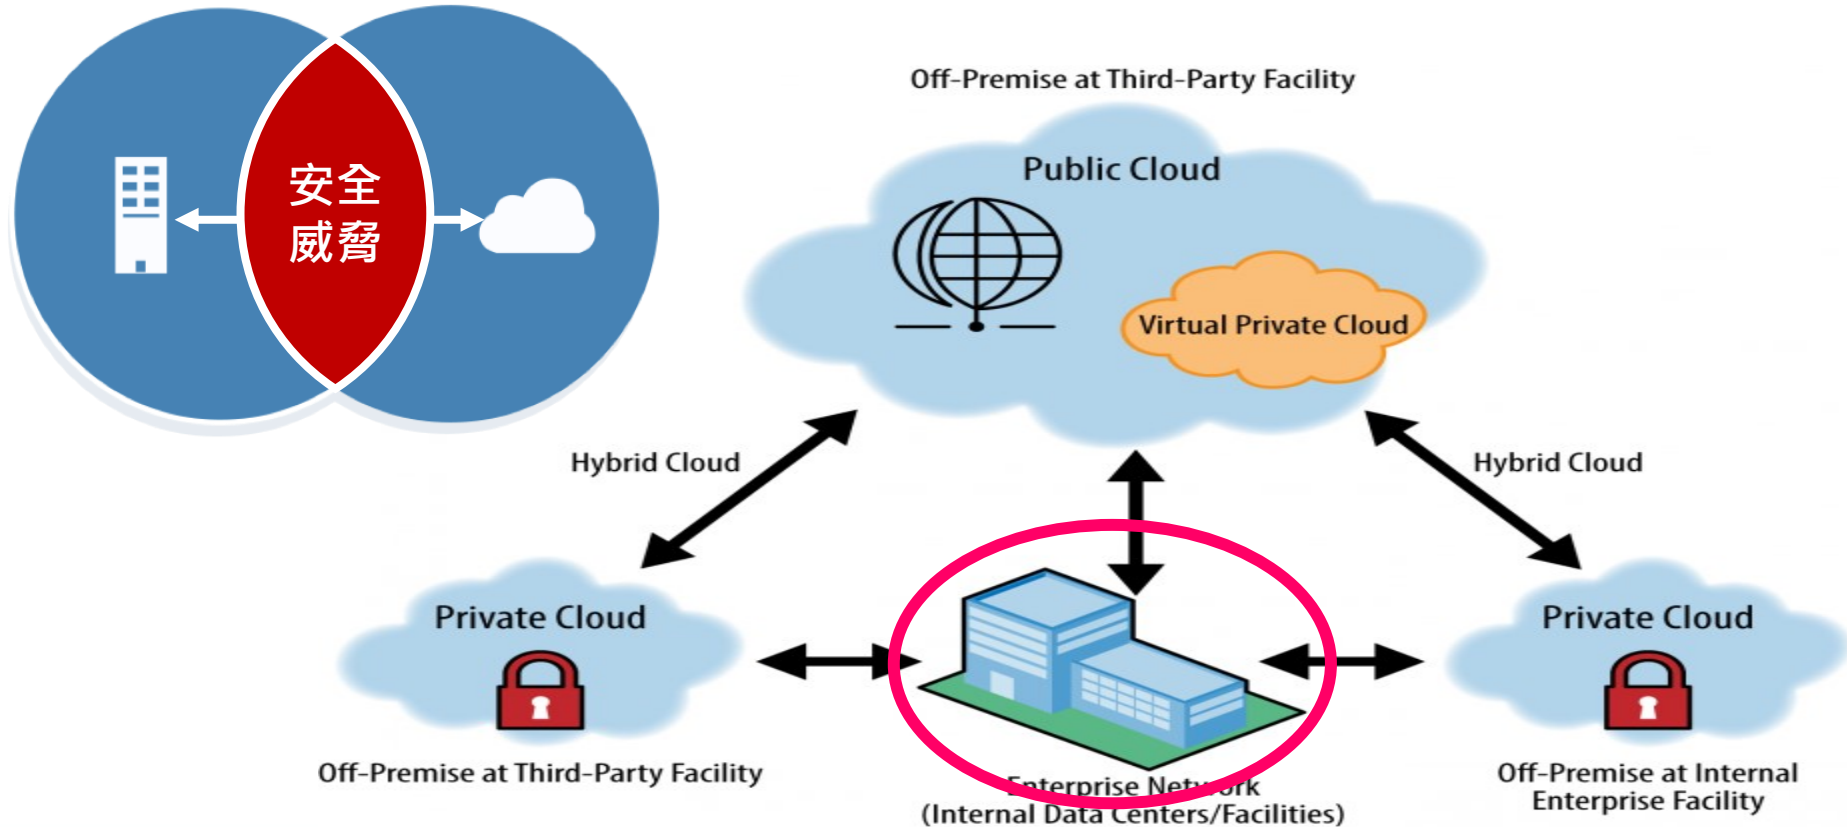 安全
威脅
Off-Premise at Third-Party Facility
Public Cloud
Virtual Private Cloud
Hybrid Cloud
Hybrid Cloud
Private Cloud
Off-Premise at Third-Party Facility
Enterprise Network
(Internal Data Centers/Facilities)
Private Cloud
Off-Premise at Internal
Enterprise Facility